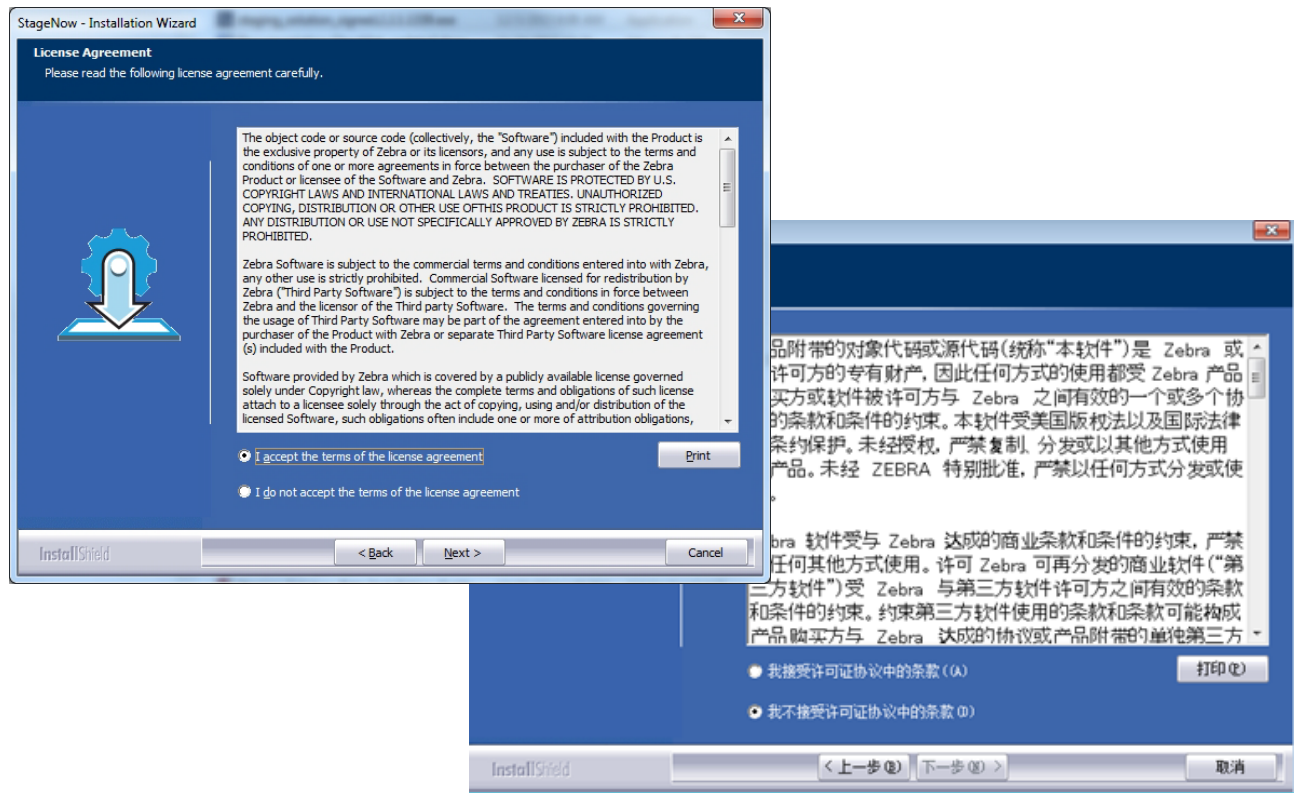 StageNow - Installation Wizard
License Agreement
Please read the following license agreement carefully.
The object code or source code (collectively, the "Software") included with the Product is
the exclusive property of Zebra or its licensors, and any use is subject to the terms and
conditions of one or more agreements in force between the purchaser of the Zebra
Product or licensee of the Software and Zebra. SOFTWARE IS PROTECTED BY U.S.
COPYRIGHT LAWS AND INTERNATIONAL LAWS AND TREATIES. UNAUTHORIZED
COPYING, DISTRIBUTION OR OTHER USE OFTHIS PRODUCT IS STRICTLY PROHIBITED.
ANY DISTRIBUTION OR USE NOT SPECIFICALLY APPROVED BY ZEBRA IS STRICTLY
PROHIBITED.
Zebra Software is subject to the commercial terms and conditions entered into with Zebra,
any other use is strictly prohibited. Commercial Software licensed for redistribution by
Zebra ("Third Party Software") is subject to the terms and conditions in force between
Zebra and the licensor of the Third party Software. The terms and conditions governing
the usage of Third Party Software may be part of the agreement entered into by the
purchaser of the Product with Zebra or separate Third Party Software license agreement
(s) included with the Product.
Software provided by Zebra which is covered by a publicly available license governed
solely under Copyright law, whereas the complete terms and obligations of such license
attach to a licensee solely through the act of copying, using and/or distribution of the
licensed Software, such obligations often include one or more of attribution obligations,
I accept the terms of the license agreement
Print
I do not accept the terms of the license agreement
InstallShield
< Back
Next >
Cancel
品附带的对象代码或源代码(统称“本软件”)是 Zebra 或
许可方的专有财产, 因此任何方式的使用都受 Zebra 产品
买方或软件被许可方与 Zebra 之间有效的一个或多个协
的条款和条件的约束。本软件受美国版权法以及国际法律
条约保护。未经授权, 严禁复制、分发或以其他方式使用
产品。未经 ZEBRA 特别批准, 严禁以任何方式分发或使
。
bra 软件受与 Zebra 达成的商业条款和条件的约束, 严禁
任何其他方式使用。许可 Zebra 可再分发的商业软件(“第
三方软件”)受 Zebra 与第三方软件许可方之间有效的条款
和条件的约束。约束第三方软件使用的条款和条款可能构成
产品购买方与 Zebra 达成的协议或产品附带的单独第三方
我接受许可证协议中的条款(A)
打印(P)
我不接受许可证协议中的条款(D)
InstallShield
< 上一步(B)
下一步(N) >
取消